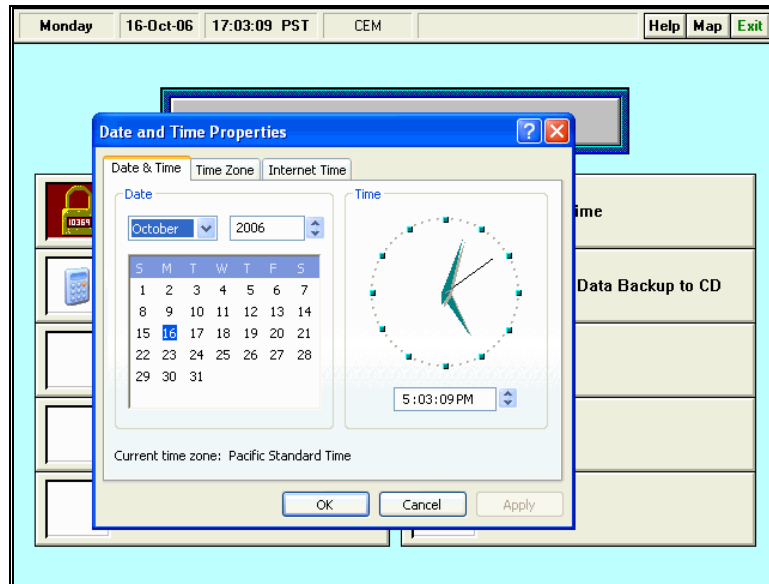 Monday 16-Oct-06 17:03:09 PST CEM Help Map Exit
Date and Time Properties
Date & Time Time Zone Internet Time
Date Time
October 2006
S M T W T F S
1 2 3 4 5 6 7
8 9 10 11 12 13 14
15 16 17 18 19 20 21
22 23 24 25 26 27 28
29 30 31
5:03:09 PM
Current time zone: Pacific Standard Time
OK Cancel Apply
10369
ime
Data Backup to CD